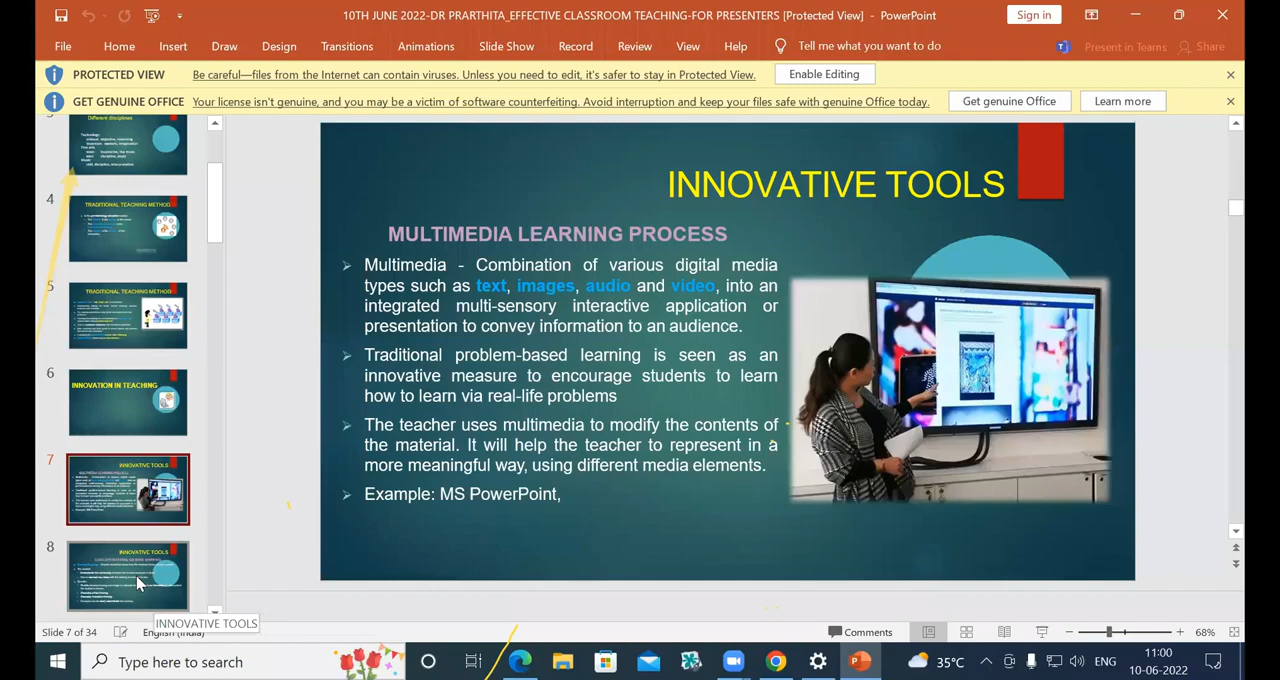 10TH JUNE 2022-DR PRARTHITA_EFFECTIVE CLASSROOM TEACHING-FOR PRESENTERS [Protected View] - PowerPoint
Sign in
File Home Insert Draw Design Transitions Animations Slide Show Record Review View Help Tell me what you want to do Present in Teams Share
PROTECTED VIEW Be careful—files from the Internet can contain viruses. Unless you need to edit, it's safer to stay in Protected View. Enable Editing
GET GENUINE OFFICE Your license isn't genuine, and you may be a victim of software counterfeiting. Avoid interruption and keep your files safe with genuine Office today. Get genuine Office Learn more
Different disciplines
4
TRADITIONAL TEACHING METHOD
5
TRADITIONAL TEACHING METHOD
6
INNOVATION IN TEACHING
7
INNOVATIVE TOOLS
8
INNOVATIVE TOOLS
INNOVATIVE TOOLS
INNOVATIVE TOOLS
MULTIMEDIA LEARNING PROCESS
Multimedia - Combination of various digital media
types such as text, images, audio and video, into an
integrated multi-sensory interactive application or
presentation to convey information to an audience.
Traditional problem-based learning is seen as an
innovative measure to encourage students to learn
how to learn via real-life problems
The teacher uses multimedia to modify the contents of
the material. It will help the teacher to represent in a
more meaningful way, using different media elements.
Example: MS PowerPoint,
Slide 7 of 34 English (India) Comments 68%
Type here to search 35°C ENG 11:00
10-06-2022